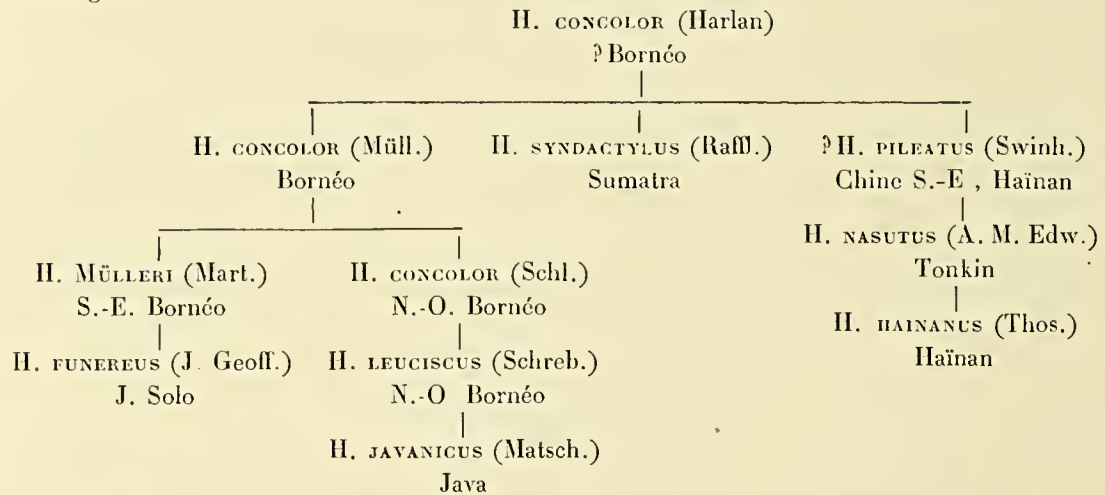 H. CONCOLOR (Harlan)
? Bornéo
H. CONCOLOR (Müll.)
Bornéo
H. SYNDACTYLUS (Raffl.)
Sumatra
? H. PILEATUS (Swinh.)
Chine S.-E , Haïnan
H. MÜLLERI (Mart.)
S.-E. Bornéo
H. CONCOLOR (Schl.)
N.-O. Bornéo
H. NASUTUS (A. M. Edw.)
Tonkin
H. FUNEREUS (J. Geoff.)
J. Solo
H. LEUCISCUS (Schreb.)
N.-O Bornéo
H. HAINANUS (Thos.)
Haïnan
H. JAVANICUS (Matsch.)
Java